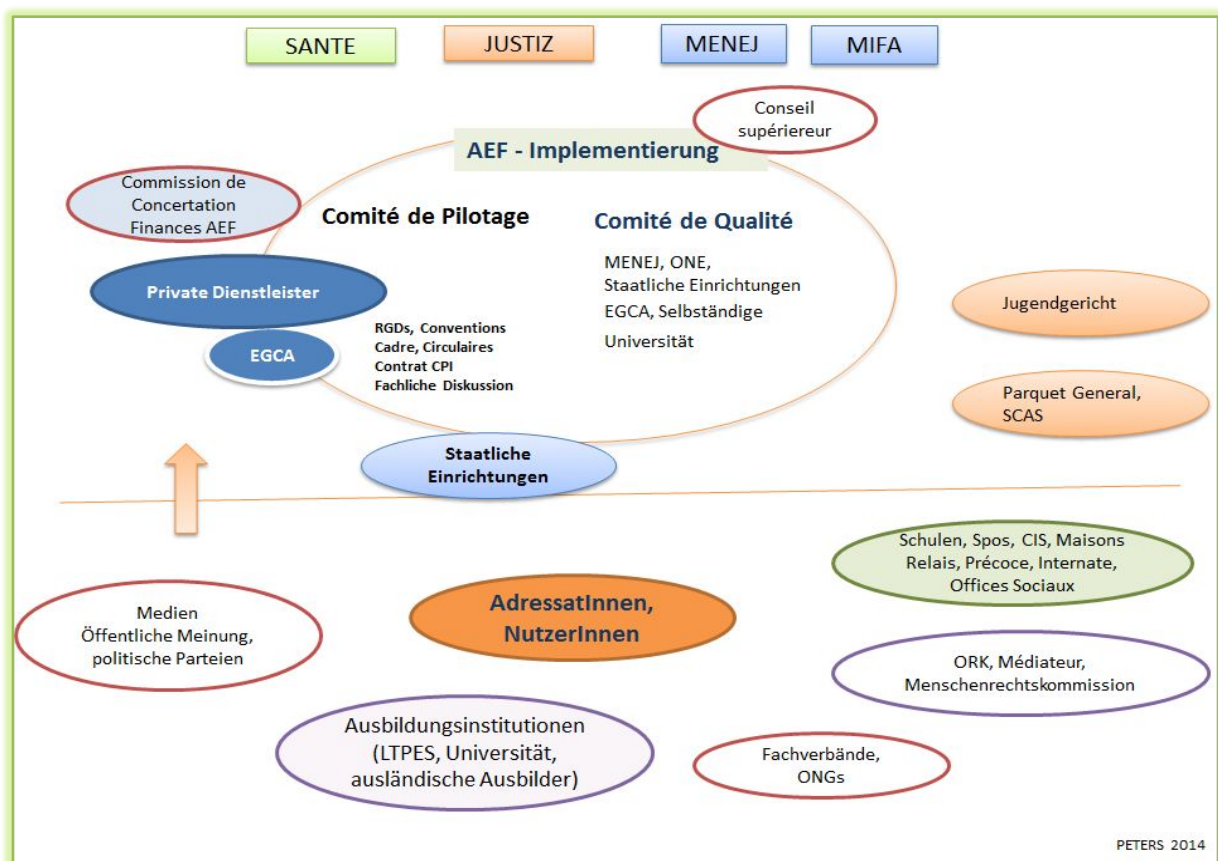 SANTE
JUSTIZ
MENEJ
MIFA
Conseil
supériereur
AEF - Implementierung
Commission de
Concertation
Finances AEF
Comité de Pilotage
Comité de Qualité
MENEJ, ONE,
Staatliche Einrichtungen
EGCA, Selbständige
Universität
Private Dienstleister
EGCA
RGDs, Conventions
Cadre, Circulaires
Contrat CPI
Fachliche Diskussion
Jugendgericht
Parquet General,
SCAS
Staatliche
Einrichtungen
Schulen, Spos, CIS, Maisons
Relais, Précoce, Internate,
Offices Sociaux
Medien
Öffentliche Meinung,
politische Parteien
AdressatInnen,
NutzerInnen
ORK, Médiateur,
Menschenrechtskommission
Ausbildungsinstitutionen
(LTPES, Universität,
ausländische Ausbilder)
Fachverbände,
ONGs
PETERS 2014